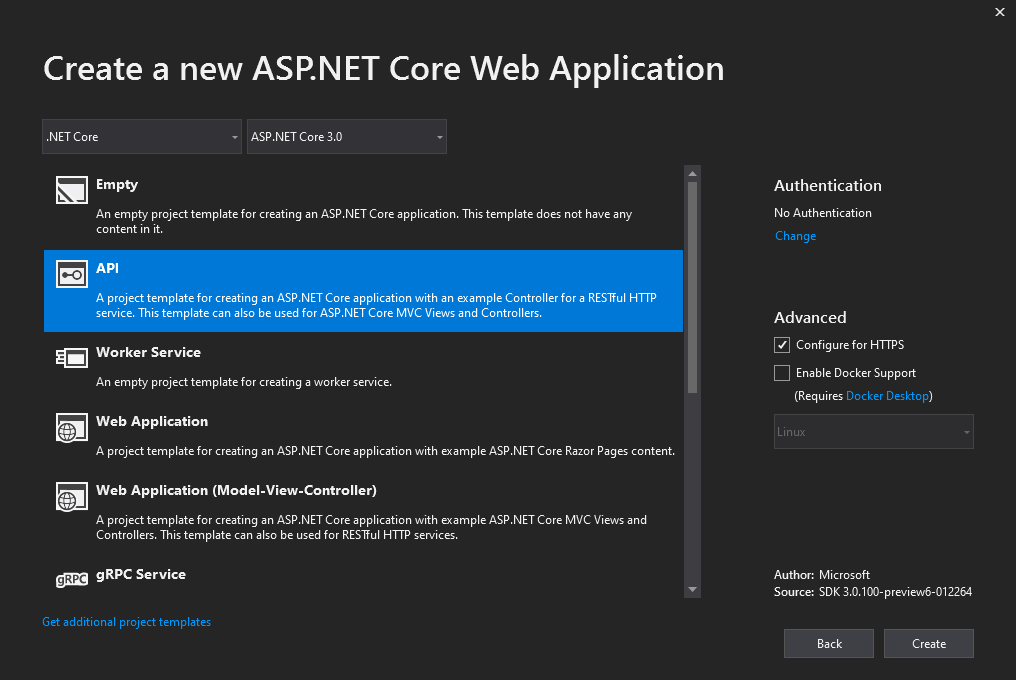 Create a new ASP.NET Core Web Application
.NET Core
ASP.NET Core 3.0
Empty
An empty project template for creating an ASP.NET Core application. This template does not have any
content in it.
API
A project template for creating an ASP.NET Core application with an example Controller for a RESTful HTTP
service. This template can also be used for ASP.NET Core MVC Views and Controllers.
Worker Service
An empty project template for creating a worker service.
Web Application
A project template for creating an ASP.NET Core application with example ASP.NET Core Razor Pages content.
Web Application (Model-View-Controller)
A project template for creating an ASP.NET Core application with example ASP.NET Core MVC Views and
Controllers. This template can also be used for RESTful HTTP services.
gRPC
gRPC Service
Get additional project templates
Authentication
No Authentication
Change
Advanced
Configure for HTTPS
Enable Docker Support
(Requires Docker Desktop)
Linux
Author: Microsoft
Source: SDK 3.0.100-preview6-012264
Back
Create